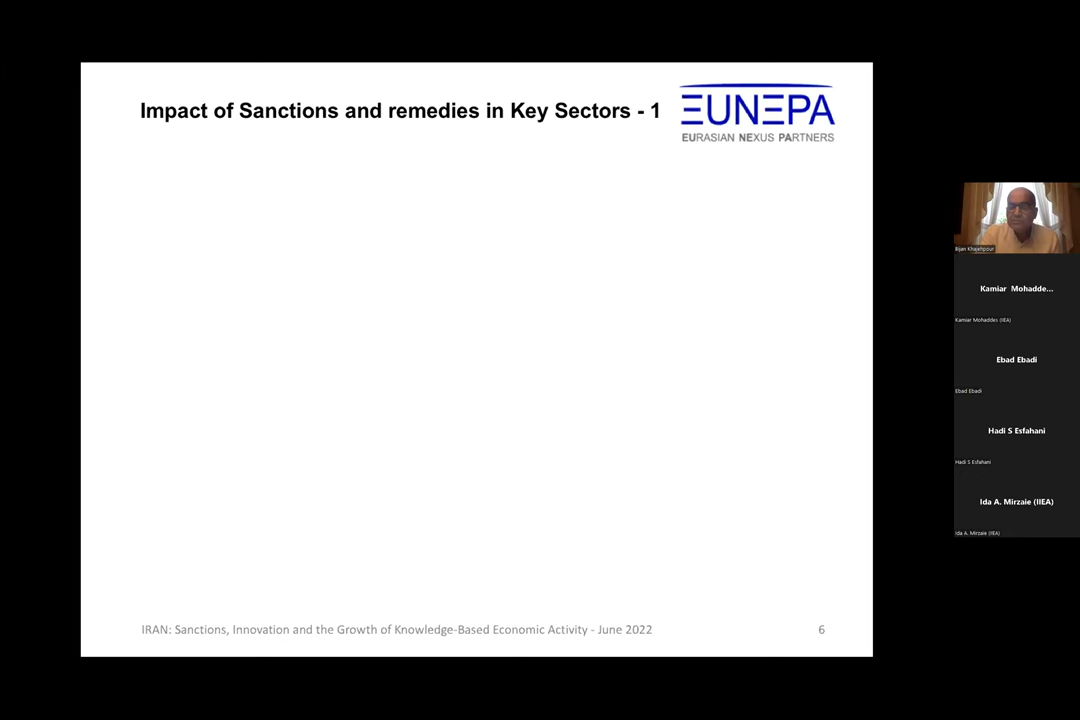 Impact of Sanctions and remedies in Key Sectors - 1
EUNEPA
EURASIAN NEXUS PARTNERS
IRAN: Sanctions, Innovation and the Growth of Knowledge-Based Economic Activity - June 2022
6
Bijan Khajehpour
Kamiar Mohadde...
Kamiar Mohaddes (IIEA)
Ebad Ebadi
Ebad Ebadi
Hadi S Esfahani
Hadi S Esfahani
Ida A. Mirzaie (IIEA)
Ida A. Mirzaie (IIEA)